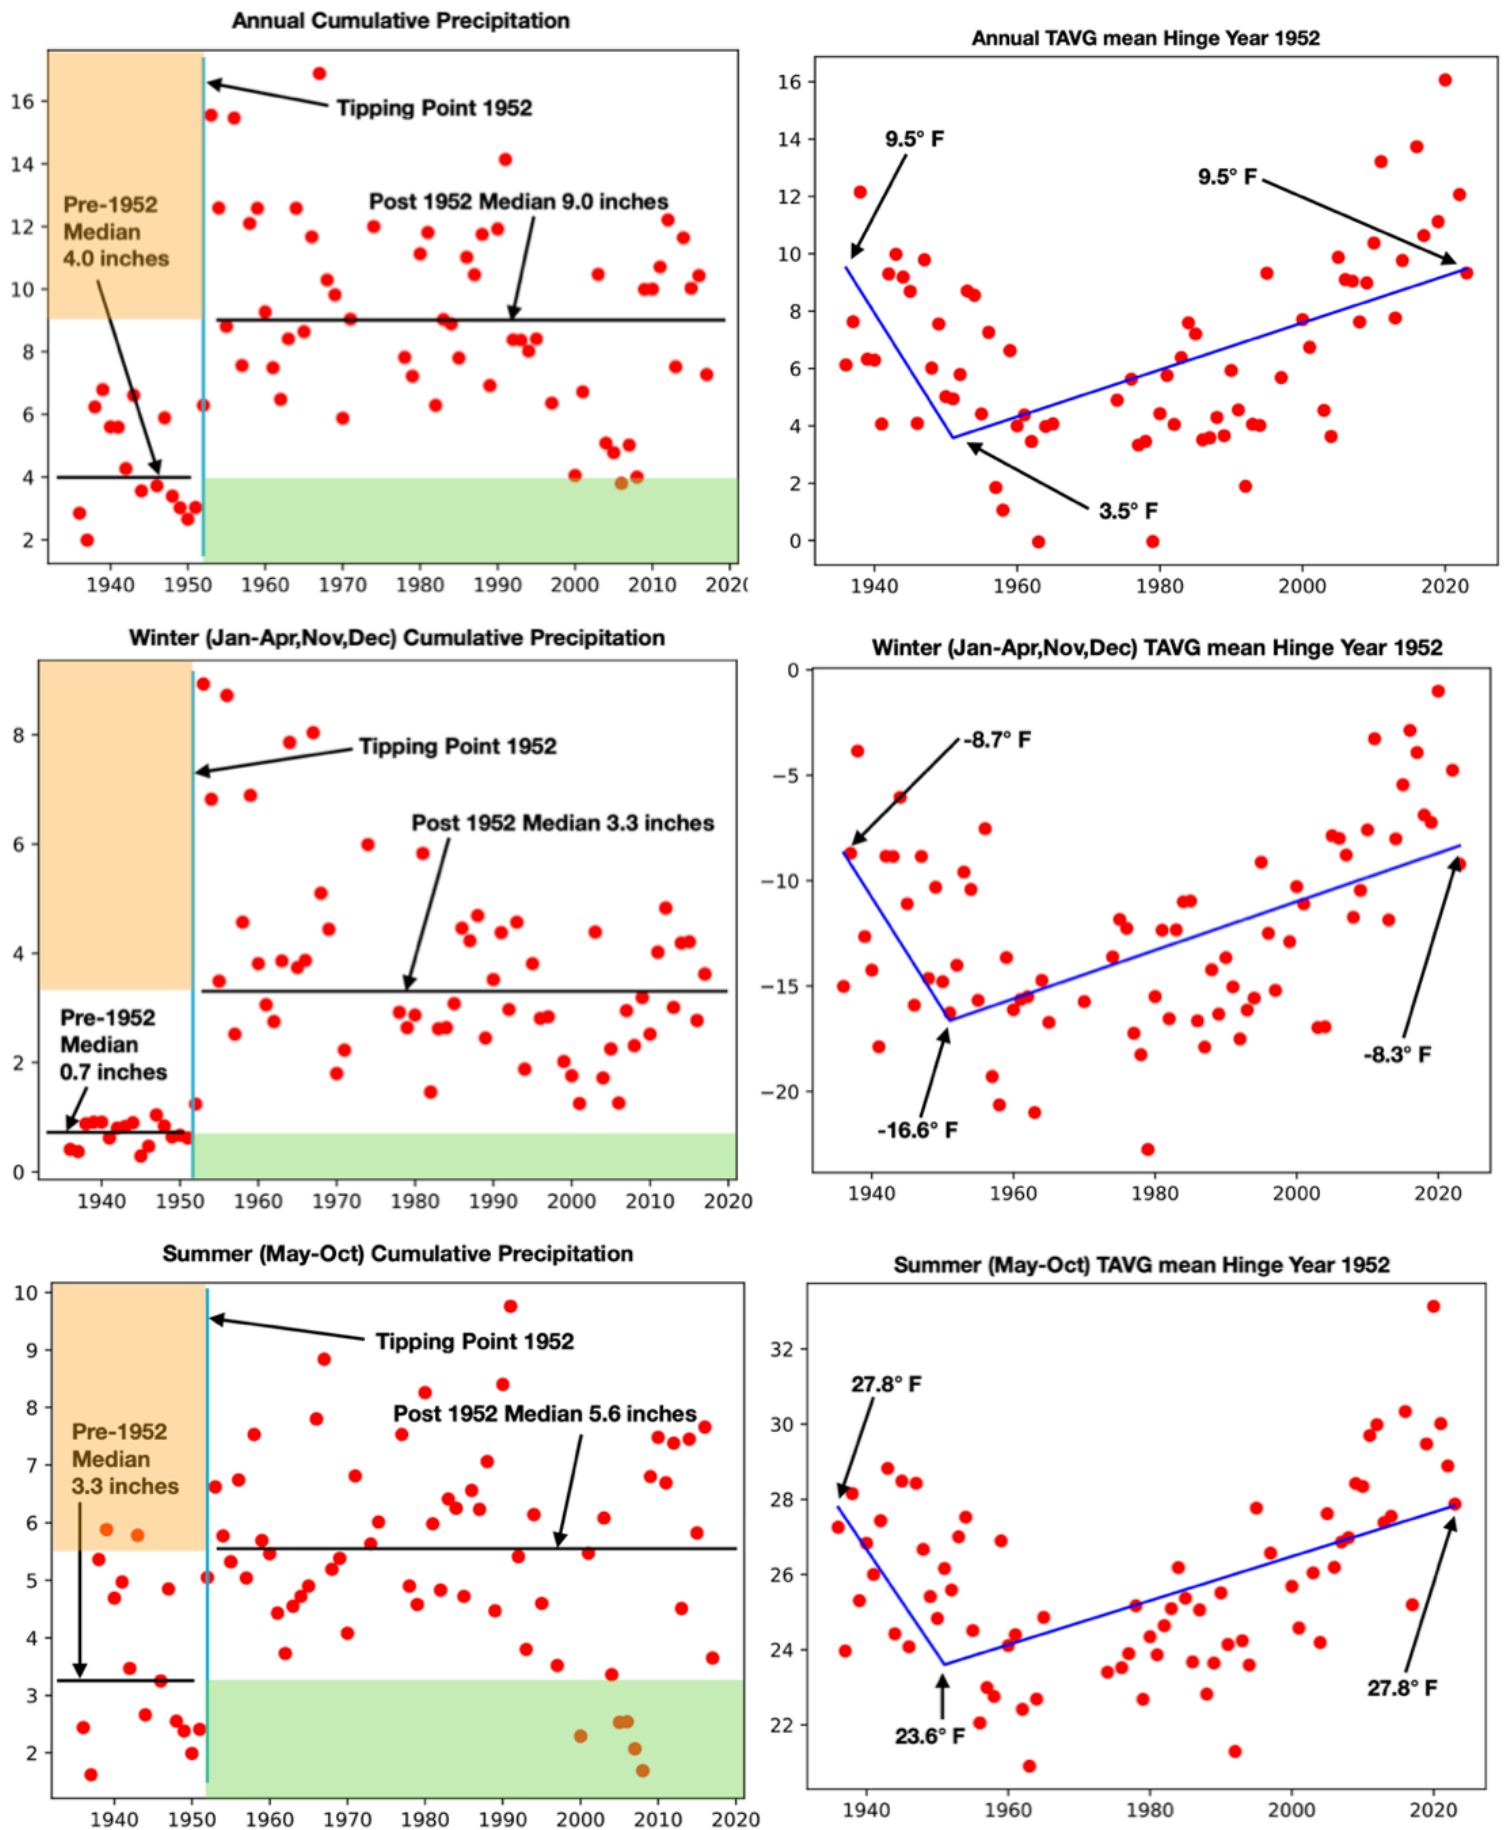 Annual Cumulative Precipitation
16
14
12
10
8
6
4
2
Tipping Point 1952
Pre-1952
Median
4.0 inches
Post 1952 Median 9.0 inches
1940 1950 1960 1970 1980 1990 2000 2010 2020
Annual TAVG mean Hinge Year 1952
16
14
12
10
8
6
4
2
0
9.5° F
9.5° F
3.5° F
1940 1960 1980 2000 2020
Winter (Jan-Apr,Nov,Dec) Cumulative Precipitation
8
6
4
2
0
Tipping Point 1952
Post 1952 Median 3.3 inches
Pre-1952
Median
0.7 inches
1940 1950 1960 1970 1980 1990 2000 2010 2020
Winter (Jan-Apr,Nov,Dec) TAVG mean Hinge Year 1952
0
−5
−10
−15
−20
-8.7° F
-8.3° F
-16.6° F
1940 1960 1980 2000 2020
Summer (May-Oct) Cumulative Precipitation
10
9
8
7
6
5
4
3
2
Tipping Point 1952
Post 1952 Median 5.6 inches
Pre-1952
Median
3.3 inches
1940 1950 1960 1970 1980 1990 2000 2010 2020
Summer (May-Oct) TAVG mean Hinge Year 1952
32
30
28
26
24
22
27.8° F
27.8° F
23.6° F
1940 1960 1980 2000 2020